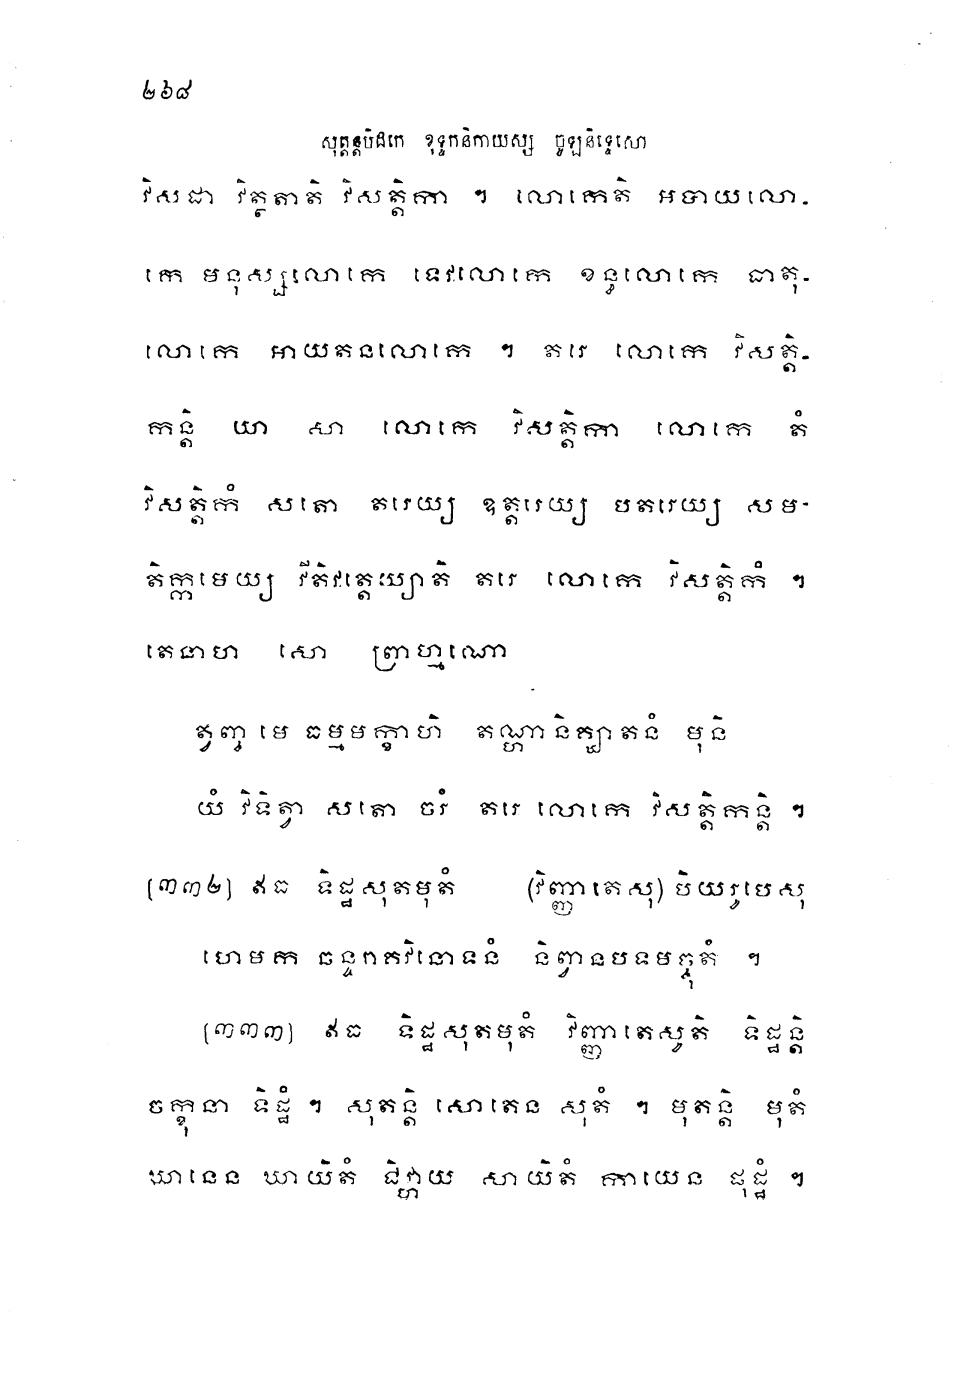 ២៦៨
សុត្តន្តបិដកេ ខុទ្ទកនិកាយស្ស ចូឡនិទ្ទេសោ
វិសដា វិត្ថតាតិ វិសត្តិកា ។ លោកេតិ អបាយលោ-
កេ មនុស្សលោកេ ទេវលោកេ ខន្ធលោកេ ធាតុ-
លោកេ អាយតនលោកេ ។ តរេ លោកេ វិសត្តិ-
កន្តិ យា សា លោកេ វិសត្តិកា លោកេ តំ
វិសត្តិកំ សតោ តរេយ្យ ឧត្តរេយ្យ បតរេយ្យ សម-
តិក្កមេយ្យ វីតិវត្តេយ្យាតិ តរេ លោកេ វិសត្តិកំ ។
តេនាហ សោ ព្រាហ្មណោ
ត្វញ្ច មេ ធម្មមក្ខាហិ តណ្ហានិគ្ឃាតនំ មុនិ
យំ វិទិត្វា សតោ ចរំ តរេ លោកេ វិសត្តិកន្តិ ។
[៣៣២] ឥធ ទិដ្ឋសុតមុតំ (វិញ្ញាតេសុ) បិយរូបេសុ
ហេមក ឆន្ទរាគវិនោទនំ និព្វានបទមច្ចុតំ ។
[៣៣៣] ឥធ ទិដ្ឋសុតមុតំ វិញ្ញាតេសូតិ ទិដ្ឋន្តិ
ចក្ខុនា ទិដ្ឋំ ។ សុតន្តិ សោតេន សុតំ ។ មុតន្តិ មុតំ
ឃានេន ឃាយិតំ ជិវ្ហាយ សាយិតំ កាយេន ផុដ្ឋំ ។